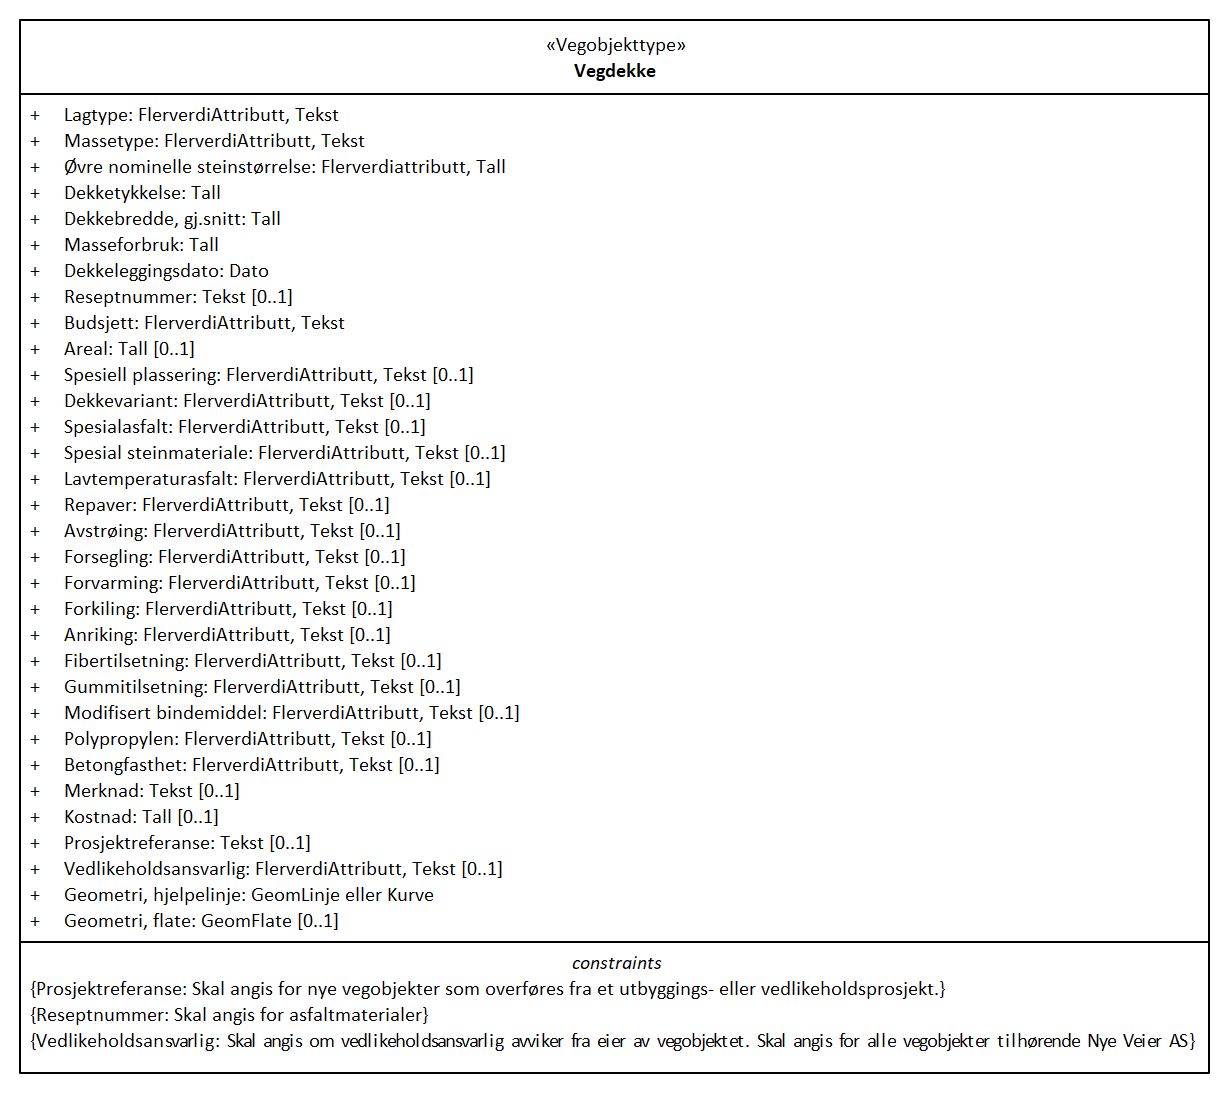 «Vegobjekttype»
Vegdekke
+ Lagtype: FlerverdiAttributt, Tekst
+ Massetype: FlerverdiAttributt, Tekst
+ Øvre nominelle steinstørrelse: Flerverdiattributt, Tall
+ Dekketykkelse: Tall
+ Dekkebredde, gj.snitt: Tall
+ Masseforbruk: Tall
+ Dekkeleggingsdato: Dato
+ Reseptnummer: Tekst [0..1]
+ Budsjett: FlerverdiAttributt, Tekst
+ Areal: Tall [0..1]
+ Spesiell plassering: FlerverdiAttributt, Tekst [0..1]
+ Dekkevariant: FlerverdiAttributt, Tekst [0..1]
+ Spesialasfalt: FlerverdiAttributt, Tekst [0..1]
+ Spesial steinmateriale: FlerverdiAttributt, Tekst [0..1]
+ Lavtemperaturasfalt: FlerverdiAttributt, Tekst [0..1]
+ Repaver: FlerverdiAttributt, Tekst [0..1]
+ Avstrøing: FlerverdiAttributt, Tekst [0..1]
+ Forsegling: FlerverdiAttributt, Tekst [0..1]
+ Forvarming: FlerverdiAttributt, Tekst [0..1]
+ Forkiling: FlerverdiAttributt, Tekst [0..1]
+ Anriking: FlerverdiAttributt, Tekst [0..1]
+ Fibertilsetning: FlerverdiAttributt, Tekst [0..1]
+ Gummitilsetning: FlerverdiAttributt, Tekst [0..1]
+ Modifisert bindemiddel: FlerverdiAttributt, Tekst [0..1]
+ Polypropylen: FlerverdiAttributt, Tekst [0..1]
+ Betongfasthet: FlerverdiAttributt, Tekst [0..1]
+ Merknad: Tekst [0..1]
+ Kostnad: Tall [0..1]
+ Prosjektreferanse: Tekst [0..1]
+ Vedlikeholdsansvarlig: FlerverdiAttributt, Tekst [0..1]
+ Geometri, hjelpelinje: GeomLinje eller Kurve
+ Geometri, flate: GeomFlate [0..1]
constraints
{Prosjektreferanse: Skal angis for nye vegobjekter som overføres fra et utbyggings- eller vedlikeholdsprosjekt.}
{Reseptnummer: Skal angis for asfaltmaterialer}
{Vedlikeholdsansvarlig: Skal angis om vedlikeholdsansvarlig avviker fra eier av vegobjektet. Skal angis for alle vegobjekter tilhørende Nye Veier AS}